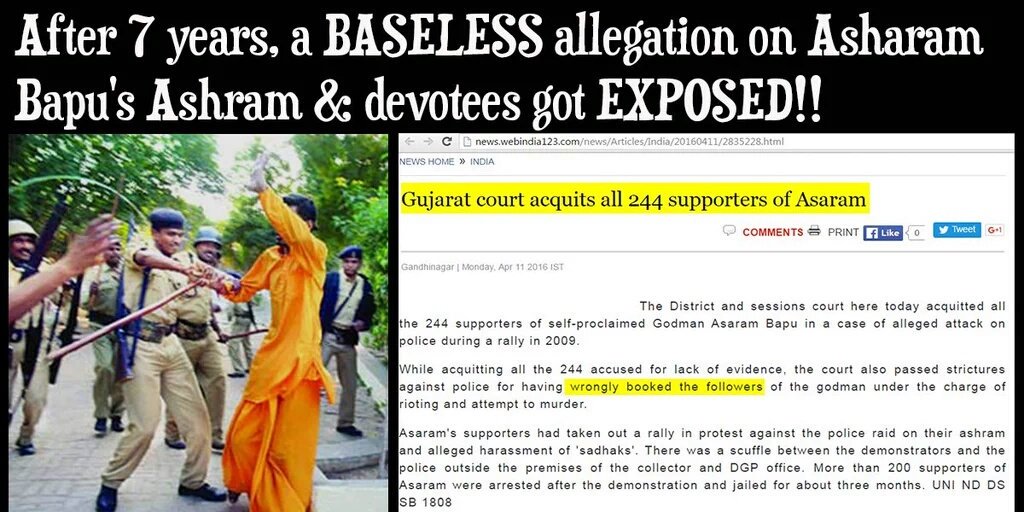 After 7 years, a BASELESS allegation on Asharam
Bapu's Ashram & devotees got EXPOSED!!
news.webindia123.com/news/Articles/India/20160411/2835228.html
NEWS HOME » INDIA
Gujarat court acquits all 244 supporters of Asaram
COMMENTS PRINT Like 0 Tweet G+1
Gandhinagar | Monday, Apr 11 2016 IST
The District and sessions court here today acquitted all
the 244 supporters of self-proclaimed Godman Asaram Bapu in a case of alleged attack on
police during a rally in 2009.
While acquitting all the 244 accused for lack of evidence, the court also passed strictures
against police for having wrongly booked the followers of the godman under the charge of
rioting and attempt to murder.
Asaram's supporters had taken out a rally in protest against the police raid on their ashram
and alleged harassment of 'sadhaks'. There was a scuffle between the demonstrators and the
police outside the premises of the collector and DGP office. More than 200 supporters of
Asaram were arrested after the demonstration and jailed for about three months. UNI ND DS
SB 1808